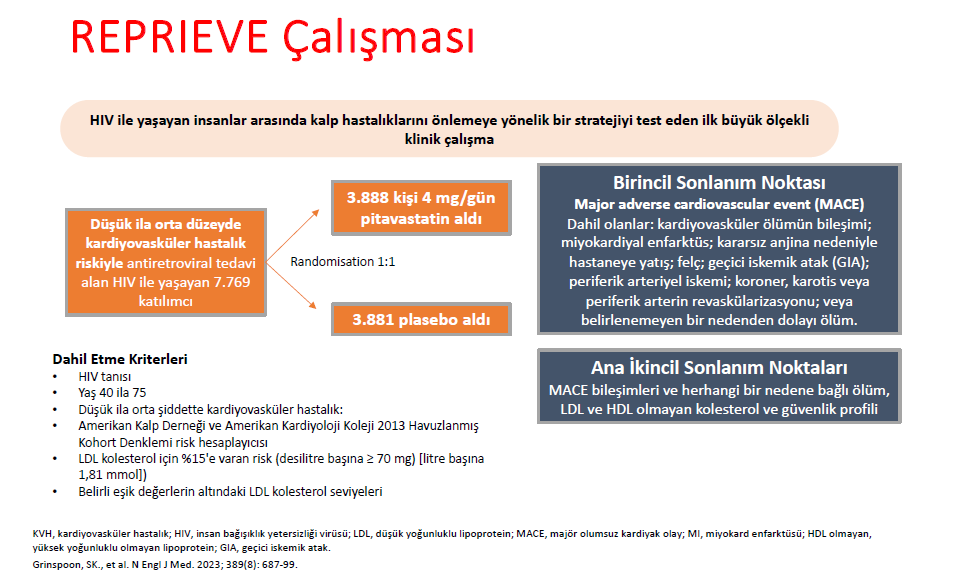 REPRIEVE Çalışması
HIV ile yaşayan insanlar arasında kalp hastalıklarını önlemeye yönelik bir stratejiyi test eden ilk büyük ölçekli
klinik çalışma
Düşük ila orta düzeyde
kardiyovasküler hastalık
riskiyle antiretroviral tedavi
alan HIV ile yaşayan 7.769
katılımcı
3.888 kişi 4 mg/gün
pitavastatin aldı
Randomisation 1:1
3.881 plasebo aldı
Birincil Sonlanım Noktası
Major adverse cardiovascular event (MACE)
Dahil olanlar: kardiyovasküler ölümün bileşimi;
miyokardiyal enfarktüs; kararsız anjina nedeniyle
hastaneye yatış; felç; geçici iskemik atak (GIA);
periferik arteriyel iskemi; koroner, karotis veya
periferik arterin revaskülarizasyonu; veya
belirlenemeyen bir nedenden dolayı ölüm.
Ana İkincil Sonlanım Noktaları
MACE bileşimleri ve herhangi bir nedene bağlı ölüm,
LDL ve HDL olmayan kolesterol ve güvenlik profili
Dahil Etme Kriterleri
• HIV tanısı
• Yaş 40 ila 75
• Düşük ila orta şiddette kardiyovasküler hastalık:
• Amerikan Kalp Derneği ve Amerikan Kardiyoloji Koleji 2013 Havuzlanmış
Kohort Denklemi risk hesaplayıcısı
• LDL kolesterol için %15'e varan risk (desilitre başına ≥ 70 mg) [litre başına
1,81 mmol])
• Belirli eşik değerlerin altındaki LDL kolesterol seviyeleri
KVH, kardiyovasküler hastalık; HIV, insan bağışıklık yetersizliği virüsü; LDL, düşük yoğunluklu lipoprotein; MACE, majör olumsuz kardiyak olay; MI, miyokard enfarktüsü; HDL olmayan,
yüksek yoğunluklu olmayan lipoprotein; GIA, geçici iskemik atak.
Grinspoon, SK., et al. N Engl J Med. 2023; 389(8): 687-99.